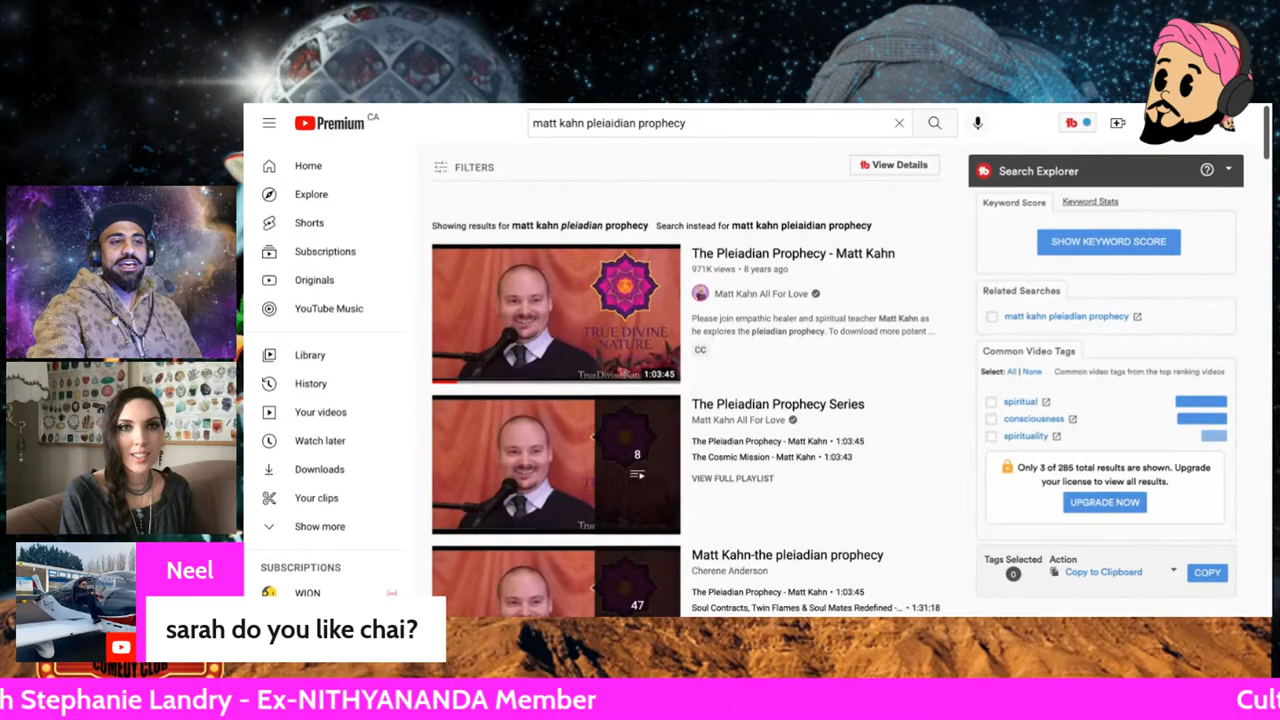 Premium CA
matt kahn pleiaidian prophecy
tb
Home
Explore
Shorts
Subscriptions
Originals
YouTube Music
Library
History
Your videos
Watch later
Downloads
Your clips
Show more
SUBSCRIPTIONS
WION
FILTERS
tb View Details
Showing results for matt kahn pleiadian prophecy Search instead for matt kahn pleiaidian prophecy
TRUE DIVINE
NATURE
TrueDivineNat
1:03:45
The Pleiadian Prophecy - Matt Kahn
971K views • 8 years ago
Matt Kahn All For Love
Please join empathic healer and spiritual teacher Matt Kahn as
he explores the pleiadian prophecy. To download more potent ...
CC
8
The Pleiadian Prophecy Series
Matt Kahn All For Love
The Pleiadian Prophecy - Matt Kahn • 1:03:45
The Cosmic Mission - Matt Kahn • 1:03:43
VIEW FULL PLAYLIST
47
Matt Kahn-the pleiadian prophecy
Cherene Anderson
The Pleiadian Prophecy - Matt Kahn • 1:03:45
Soul Contracts, Twin Flames & Soul Mates Redefined -... • 1:31:18
tb Search Explorer
Keyword Score Keyword Stats
SHOW KEYWORD SCORE
Related Searches
matt kahn pleiadian prophecy
Common Video Tags
Select: All | None Common video tags from the top ranking videos
spiritual
consciousness
spirituality
Only 3 of 285 total results are shown. Upgrade
your license to view all results.
UPGRADE NOW
Tags Selected
0
Action
Copy to Clipboard
COPY
Neel
sarah do you like chai?
COMEDY CLUB
h Stephanie Landry - Ex-NITHYANANDA Member
Cul